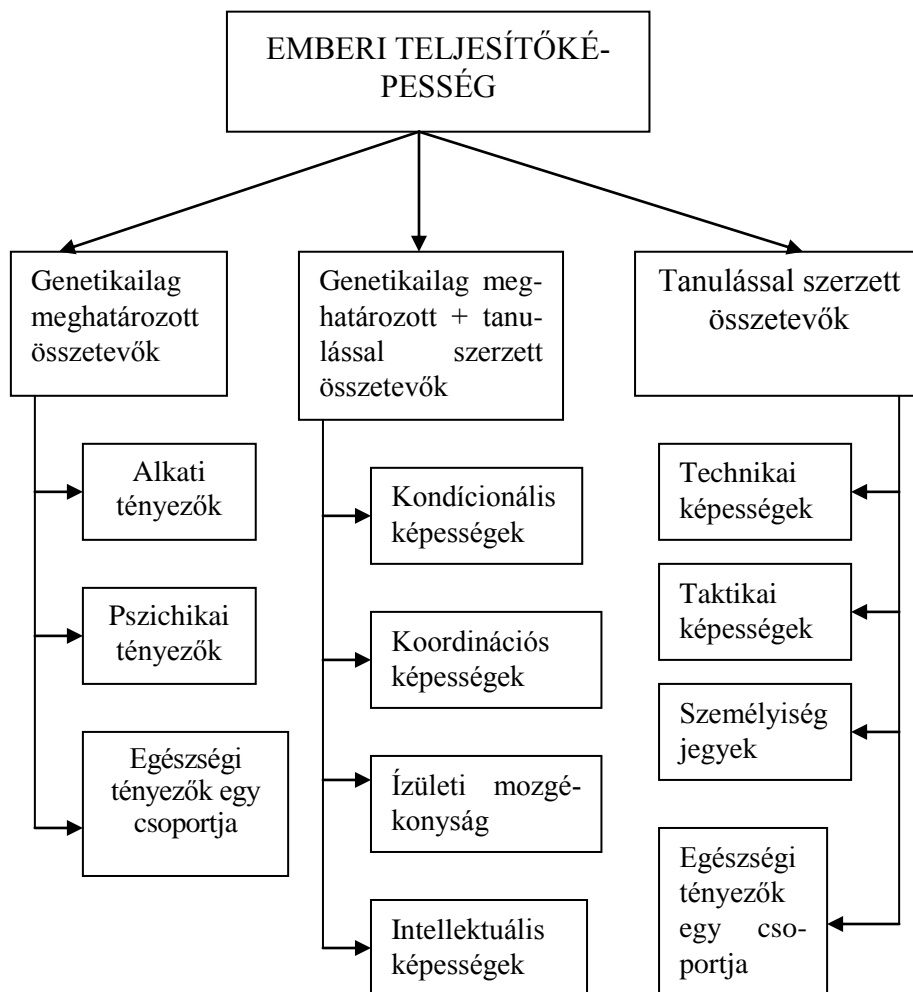 EMBERI TELJESÍTŐKÉ-
PESSÉG
Genetikailag
meghatározott
összetevők
Alkati
tényezők
Pszichikai
tényezők
Egészségi
tényezők egy
csoportja
Genetikailag meg-
határozott + tanu-
lással szerzett
összetevők
Kondícionális
képességek
Koordinációs
képességek
Ízületi mozgé-
konyság
Intellektuális
képességek
Tanulással szerzett
összetevők
Technikai
képességek
Taktikai
képességek
Személyiség
jegyek
Egészségi
tényezők
egy cso-
portja